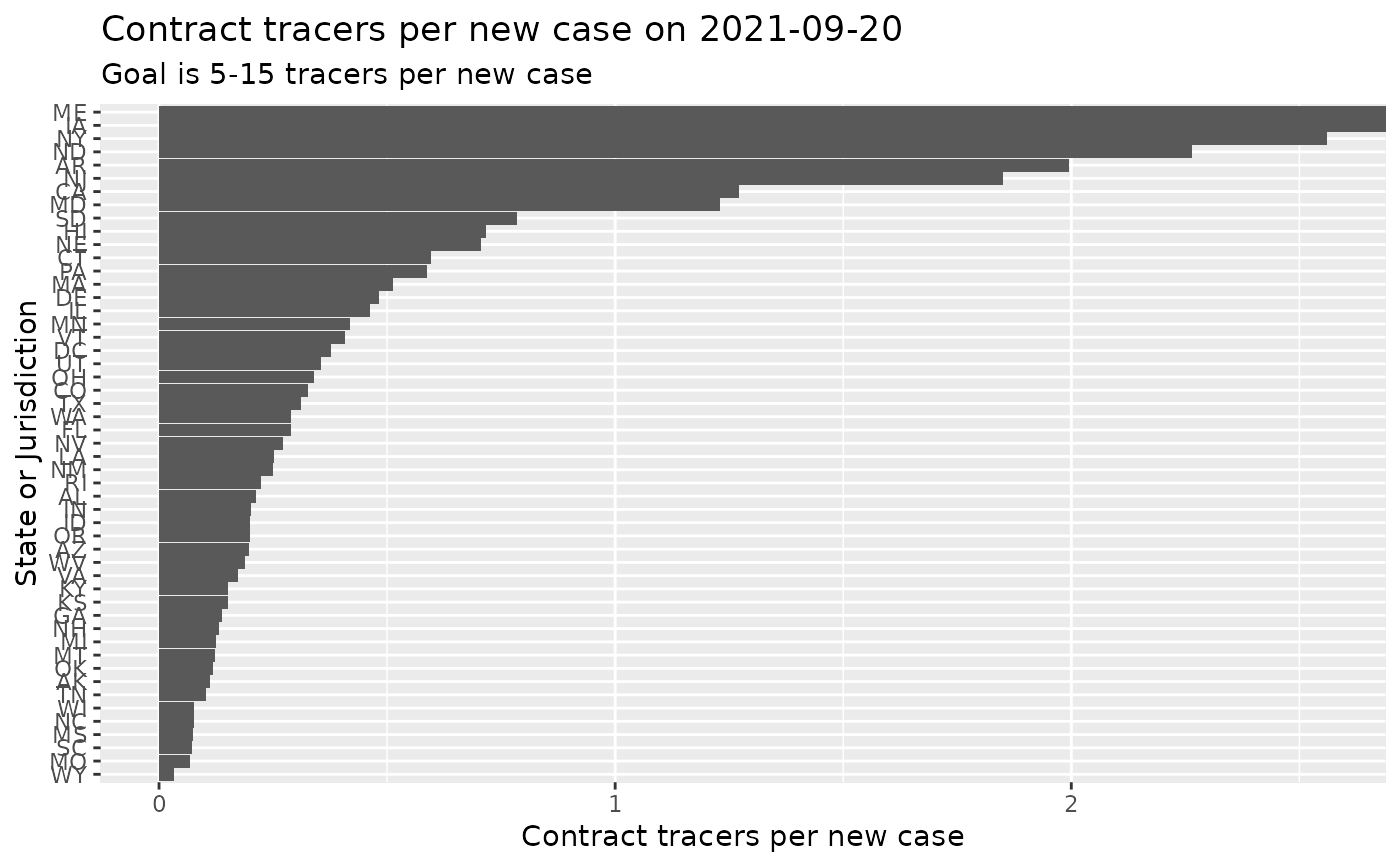 Contract tracers per new case on 2021-09-20
Goal is 5-15 tracers per new case
State or Jurisdiction
ME
IA
NY
ND
AR
NJ
CA
MD
SD
HI
NE
CT
PA
MA
DE
IL
MN
VT
DC
UT
OH
CO
TX
WA
FL
NV
LA
NM
RI
AL
IN
ID
OR
AZ
WV
VA
KY
KS
GA
NH
MI
MT
OK
AK
TN
WI
NC
MS
SC
MO
WY
0 1 2
Contract tracers per new case